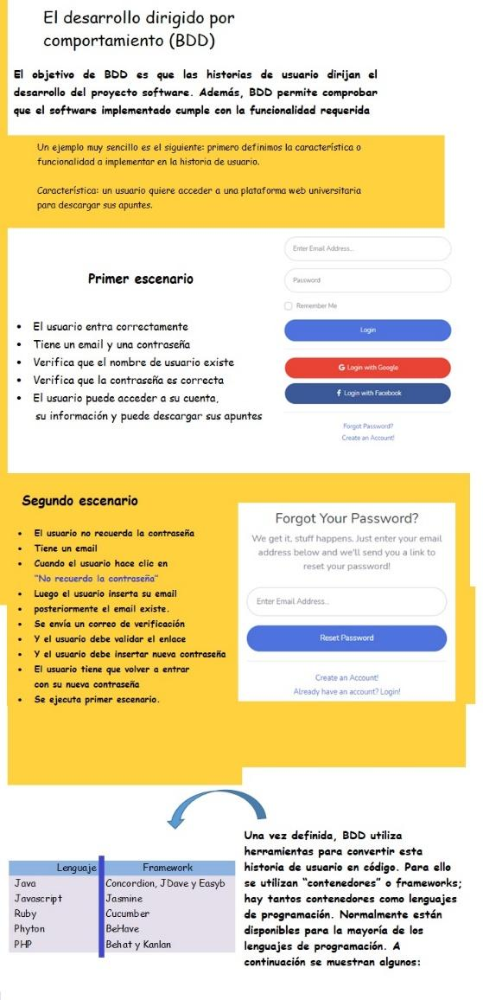 El desarrollo dirigido por
comportamiento (BDD)
El objetivo de BDD es que las historias de usuario dirijan el
desarrollo del proyecto software. Además, BDD permite comprobar
que el software implementado cumple con la funcionalidad requerida
Un ejemplo muy sencillo es el siguiente: primero definimos la característica o
funcionalidad a implementar en la historia de usuario.
Característica: un usuario quiere acceder a una plataforma web universitaria
para descargar sus apuntes.
Primer escenario
• El usuario entra correctamente
• Tiene un email y una contraseña
• Verifica que el nombre de usuario existe
• Verifica que la contraseña es correcta
• El usuario puede acceder a su cuenta,
su información y puede descargar sus apuntes
Enter Email Address...
Password
Remember Me
Login
G Login with Google
f Login with Facebook
Forgot Password?
Create an Account!
Segundo escenario
• El usuario no recuerda la contraseña
• Tiene un email
• Cuando el usuario hace clic en
"No recuerdo la contraseña"
• Luego el usuario inserta su email
• posteriormente el email existe.
• Se envía un correo de verificación
• Y el usuario debe validar el enlace
• Y el usuario debe insertar nueva contraseña
• El usuario tiene que volver a entrar
con su nueva contraseña
• Se ejecuta primer escenario.
Forgot Your Password?
We get it, stuff happens. Just enter your email
address below and we'll send you a link to
reset your password!
Enter Email Address...
Reset Password
Create an Account!
Already have an account? Login!
Una vez definida, BDD utiliza
herramientas para convertir esta
historia de usuario en código. Para ello
se utilizan "contenedores" o frameworks;
hay tantos contenedores como lenguajes
de programación. Normalmente están
disponibles para la mayoría de los
lenguajes de programación. A
continuación se muestran algunos:
Lenguaje Framework
Java Concordion, JDave y Easyb
Javascript Jasmine
Ruby Cucumber
Phyton BeHave
PHP Behat y Kanlan